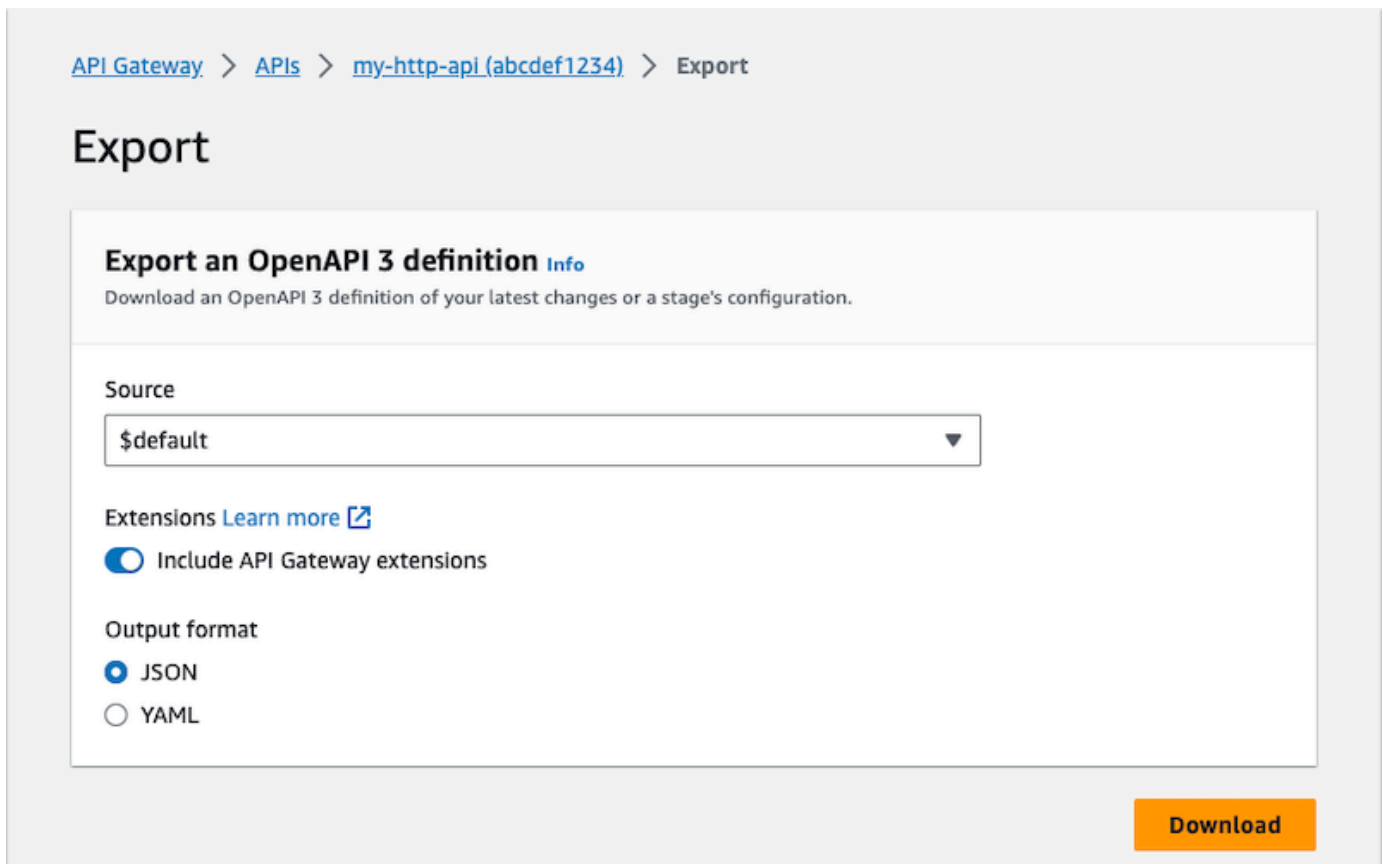 API Gateway > APIs > my-http-api (abcdef1234) > Export
Export
Export an OpenAPI 3 definition Info
Download an OpenAPI 3 definition of your latest changes or a stage's configuration.
Source
$default
Extensions Learn more
Include API Gateway extensions
Output format
JSON
YAML
Download